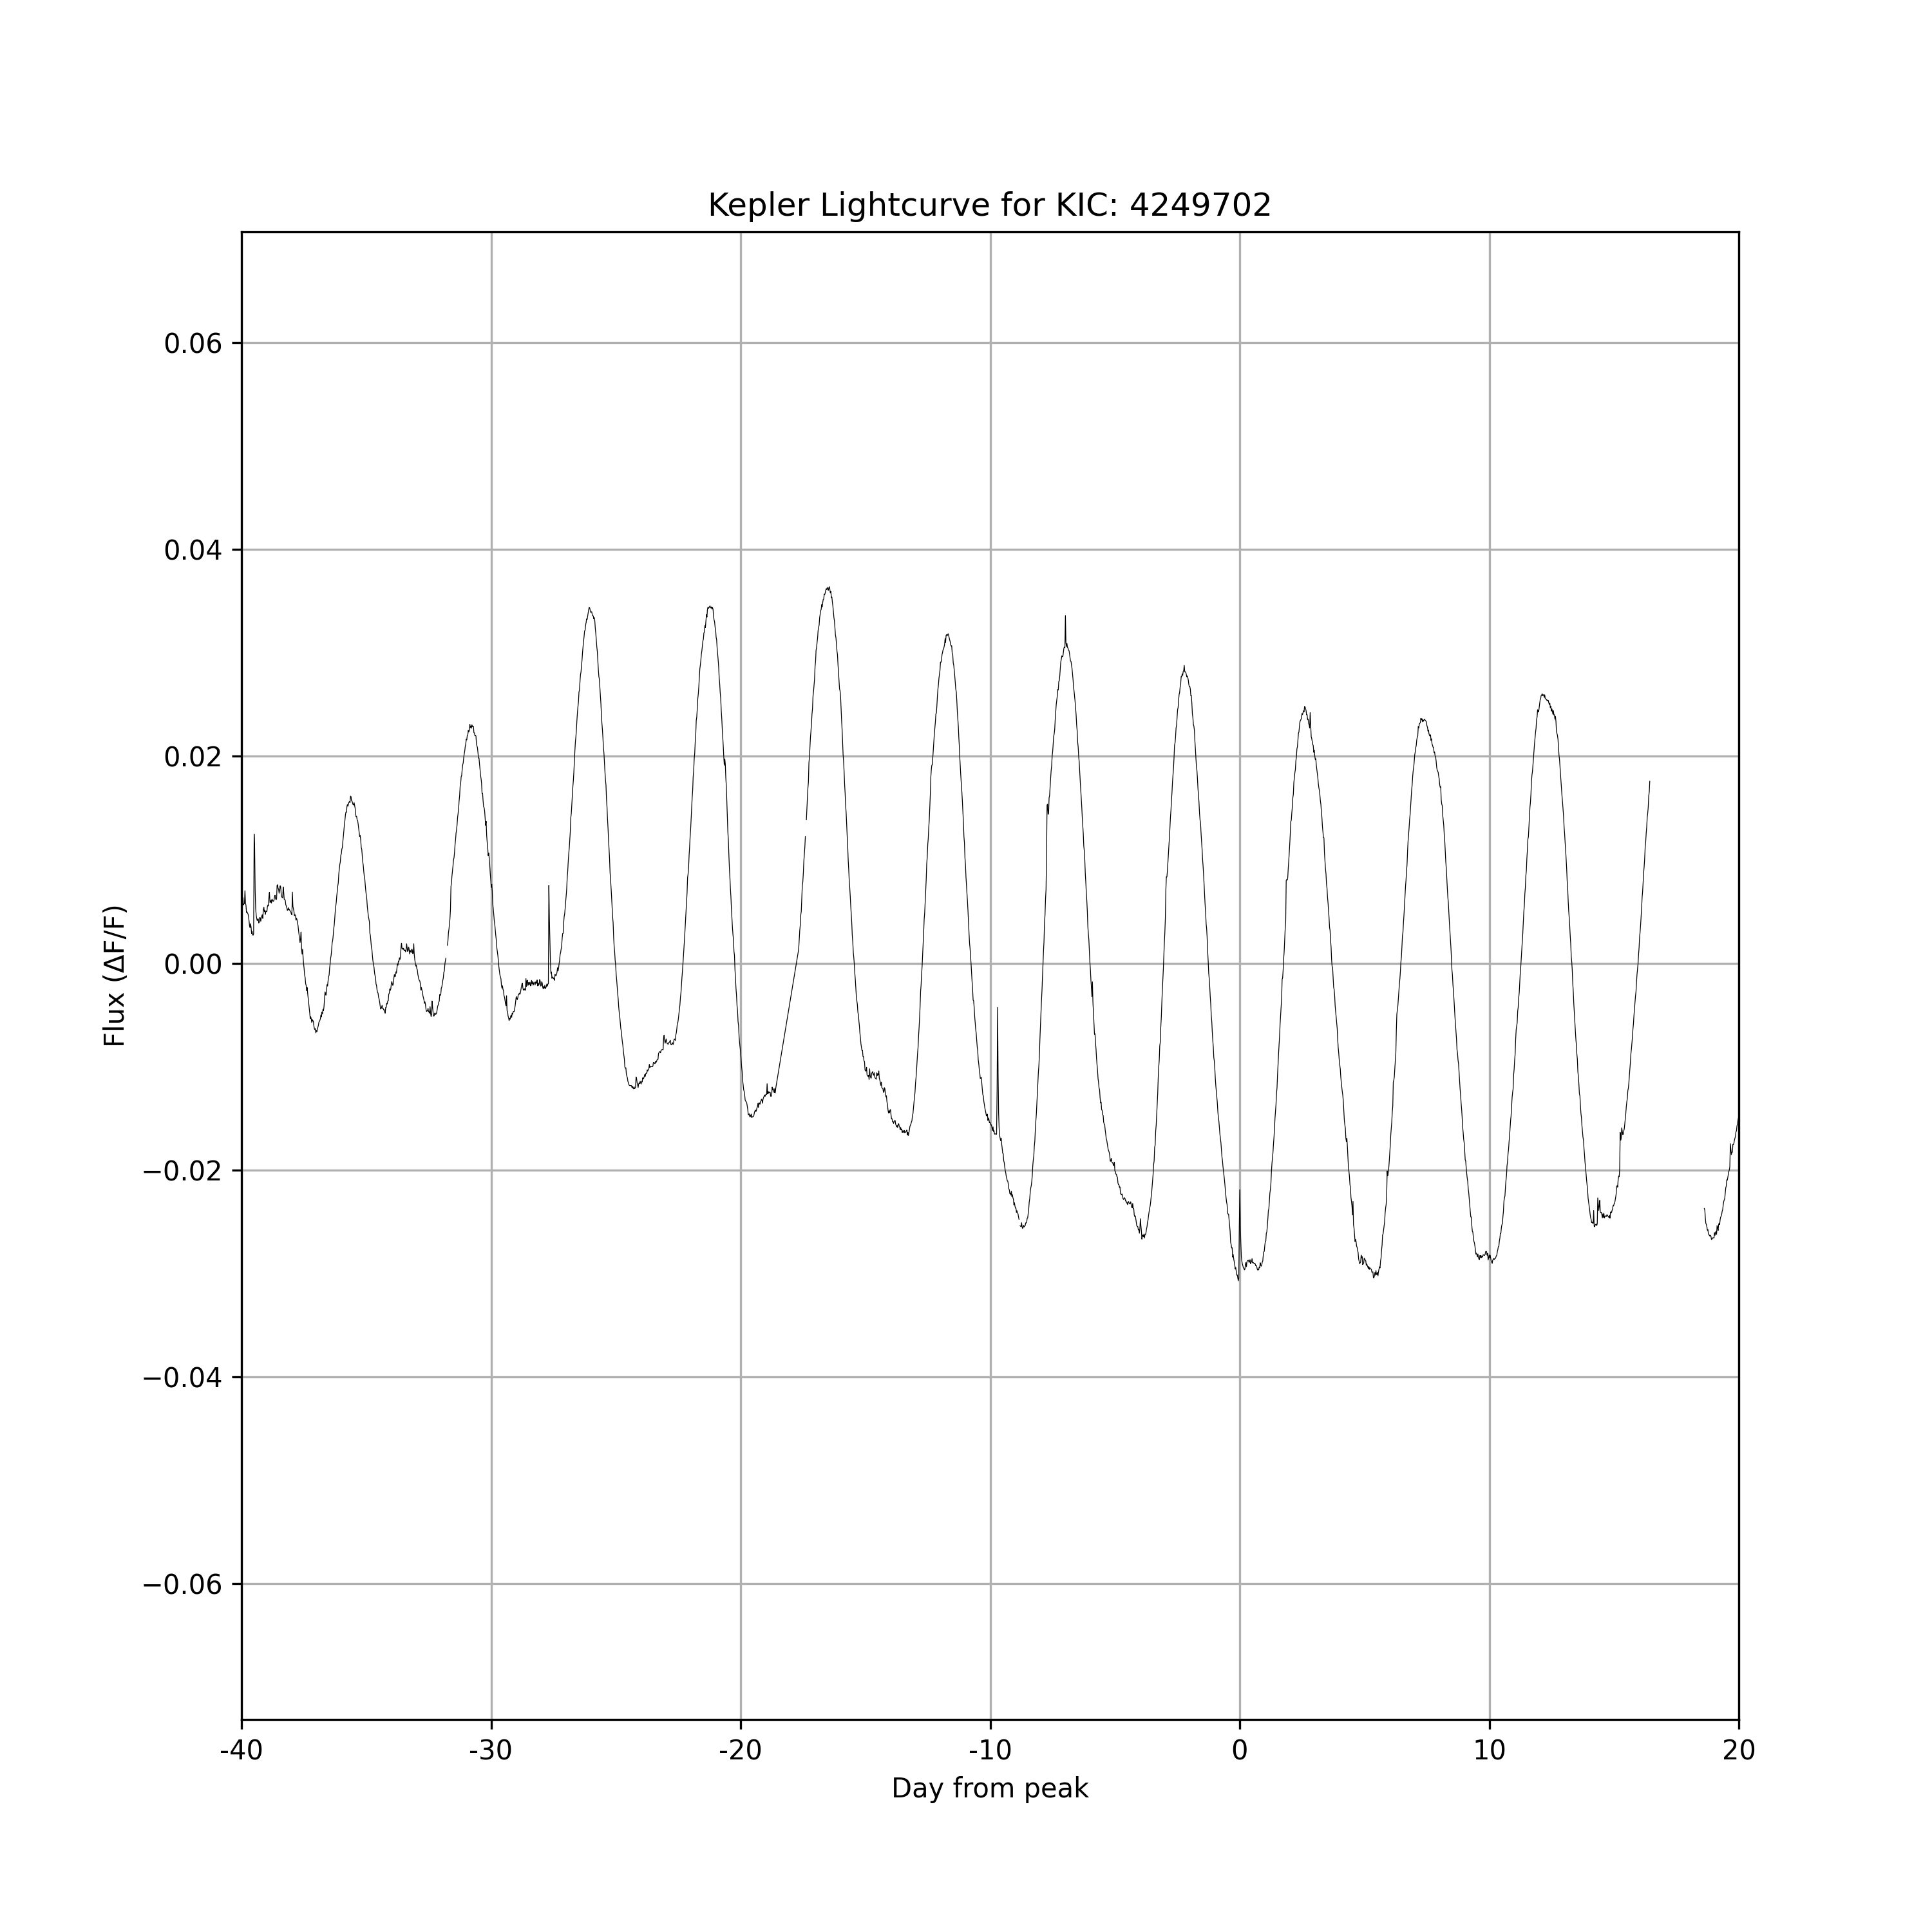 Kepler Lightcurve for KIC: 4249702
Flux (ΔF/F)
0.06
0.04
0.02
0.00
−0.02
−0.04
−0.06
-40 -30 -20 -10 0 10 20
Day from peak